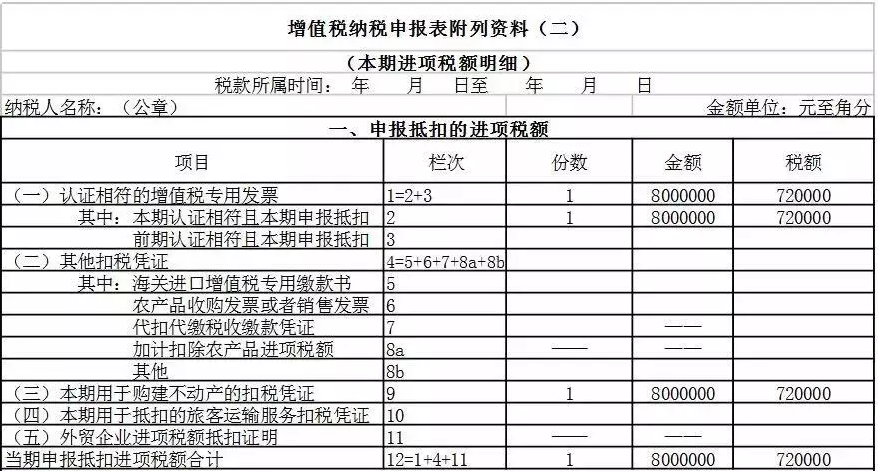 增值税纳税申报表附列资料（二）
（本期进项税额明细）
税款所属时间： 年 月 日至 年 月 日
纳税人名称：（公章） 金额单位：元至角分
一、申报抵扣的进项税额
项目 栏次 份数 金额 税额
（一）认证相符的增值税专用发票 1=2+3 1 8000000 720000
其中：本期认证相符且本期申报抵扣 2 1 8000000 720000
前期认证相符且本期申报抵扣 3
（二）其他扣税凭证 4=5+6+7+8a+8b
其中：海关进口增值税专用缴款书 5
农产品收购发票或者销售发票 6
代扣代缴税收缴款凭证 7 ——
加计扣除农产品进项税额 8a —— ——
其他 8b
（三）本期用于购建不动产的扣税凭证 9 1 8000000 720000
（四）本期用于抵扣的旅客运输服务扣税凭证 10
（五）外贸企业进项税额抵扣证明 11 —— ——
当期申报抵扣进项税额合计 12=1+4+11 1 8000000 720000